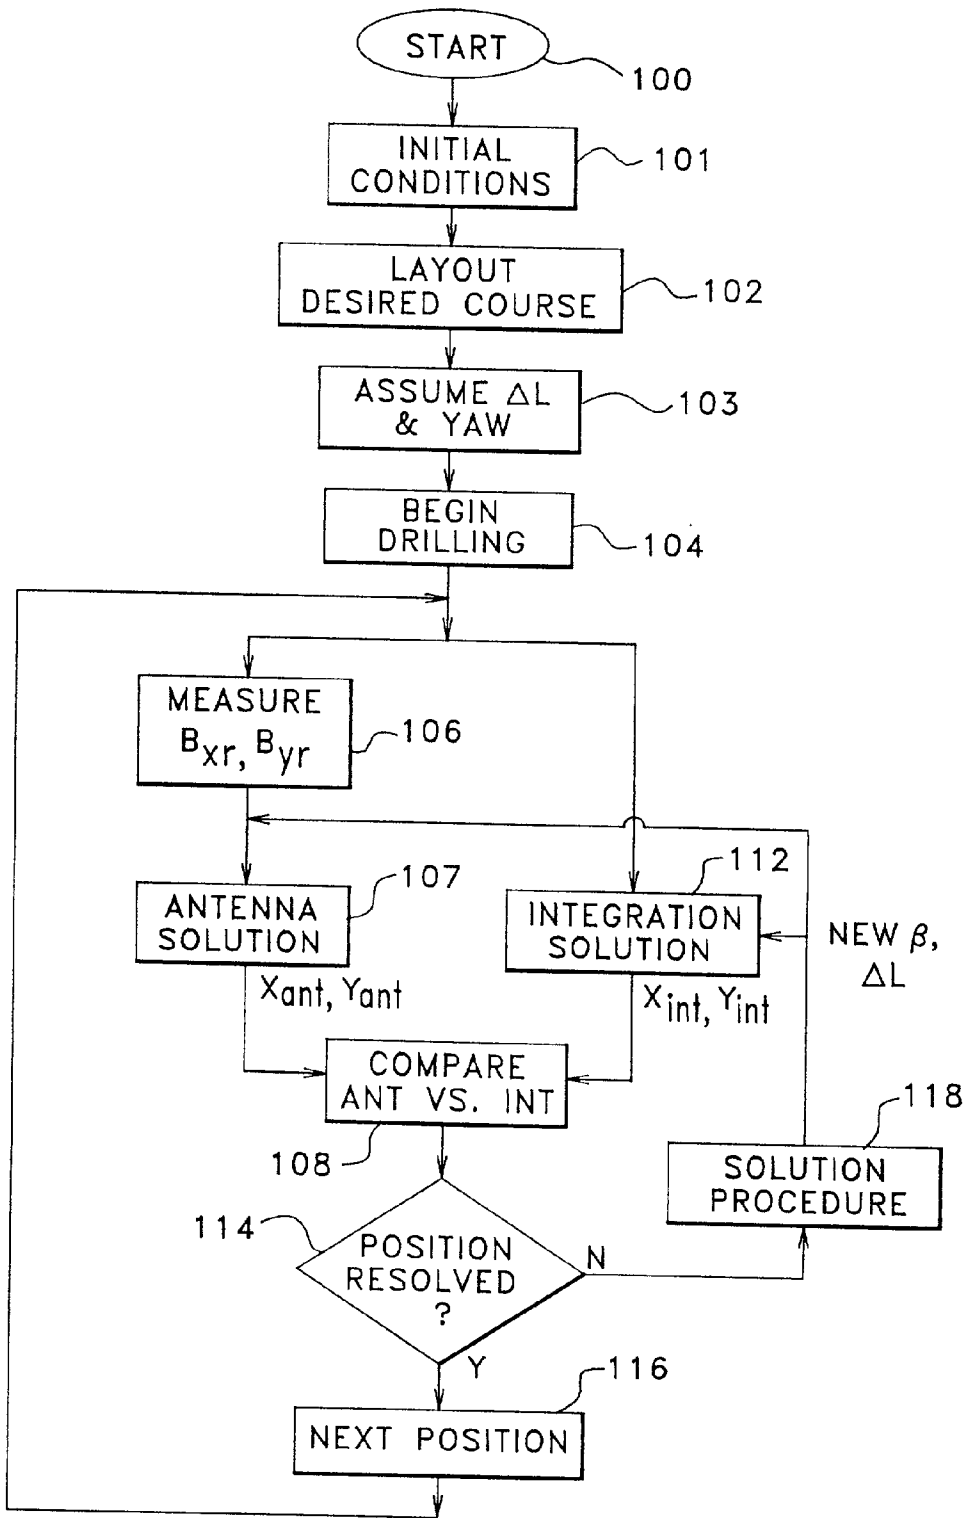 START
100
INITIAL
CONDITIONS
101
LAYOUT
DESIRED COURSE
102
ASSUME ΔL
& YAW
103
BEGIN
DRILLING
104
MEASURE
Bxr, Byr
106
ANTENNA
SOLUTION
107
Xant, Yant
INTEGRATION
SOLUTION
112
Xint, Yint
NEW β,
ΔL
COMPARE
ANT VS. INT
108
SOLUTION
PROCEDURE
118
POSITION
RESOLVED
?
114
N
Y
NEXT POSITION
116